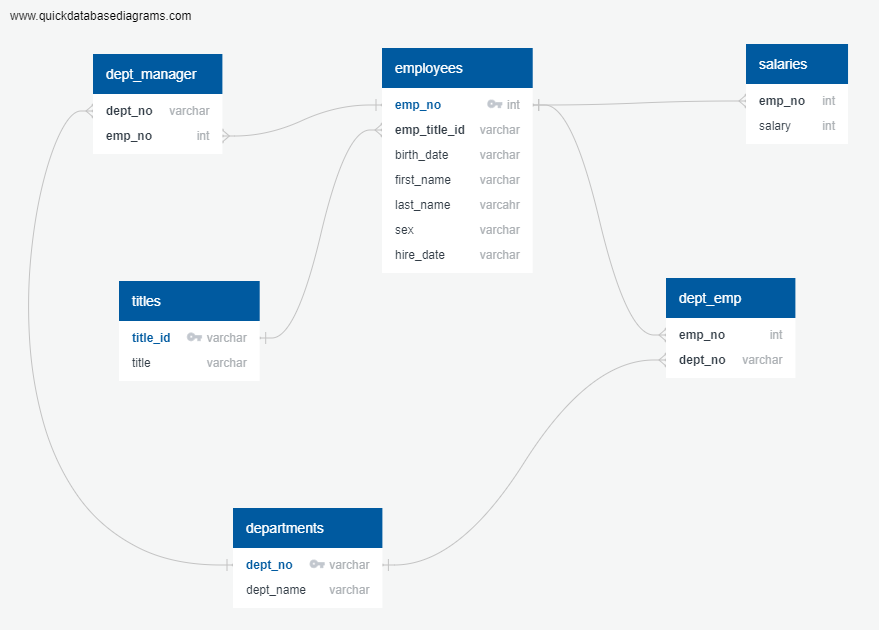 www.quickdatabasediagrams.com
dept_manager
dept_no varchar
emp_no int
employees
emp_no int
emp_title_id varchar
birth_date varchar
first_name varchar
last_name varcahr
sex varchar
hire_date varchar
salaries
emp_no int
salary int
titles
title_id varchar
title varchar
dept_emp
emp_no int
dept_no varchar
departments
dept_no varchar
dept_name varchar